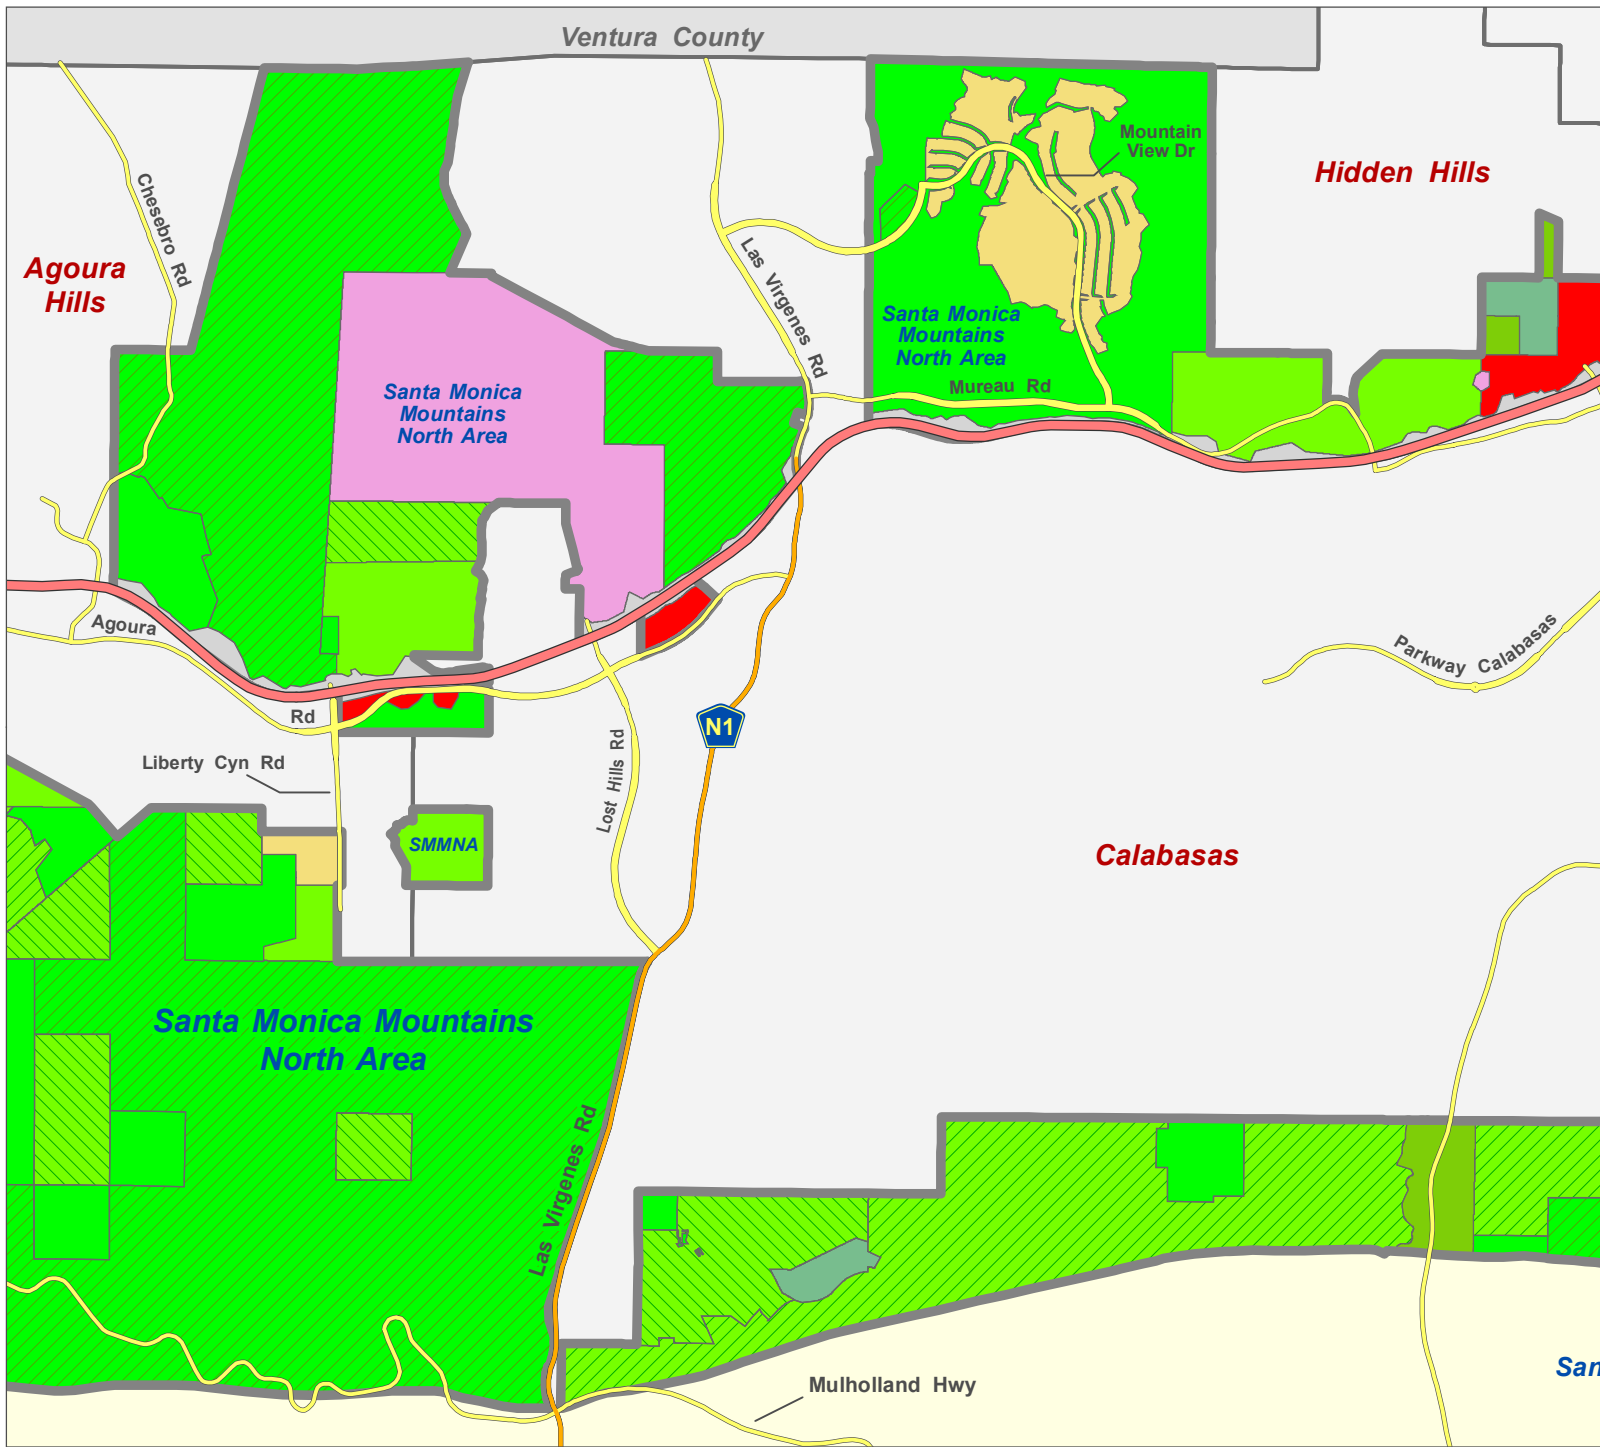 Ventura County
Mountain
View Dr
Hidden Hills
Chesebro Rd
Agoura
Hills
Las Virgenes Rd
Santa Monica
Mountains
North Area
Mureau Rd
Santa Monica
Mountains
North Area
Agoura
Rd
Parkway Calabasas
N1
Liberty Cyn Rd
Lost Hills Rd
SMMNA
Calabasas
Santa Monica Mountains
North Area
Las Virgenes Rd
Mulholland Hwy
San